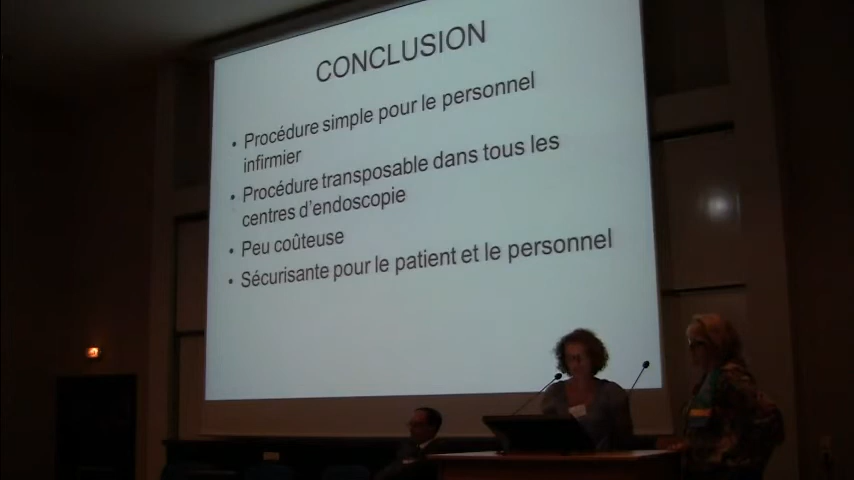 CONCLUSION
• Procédure simple pour le personnel
infirmier
• Procédure transposable dans tous les
centres d'endoscopie
• Peu coûteuse
• Sécurisante pour le patient et le personnel